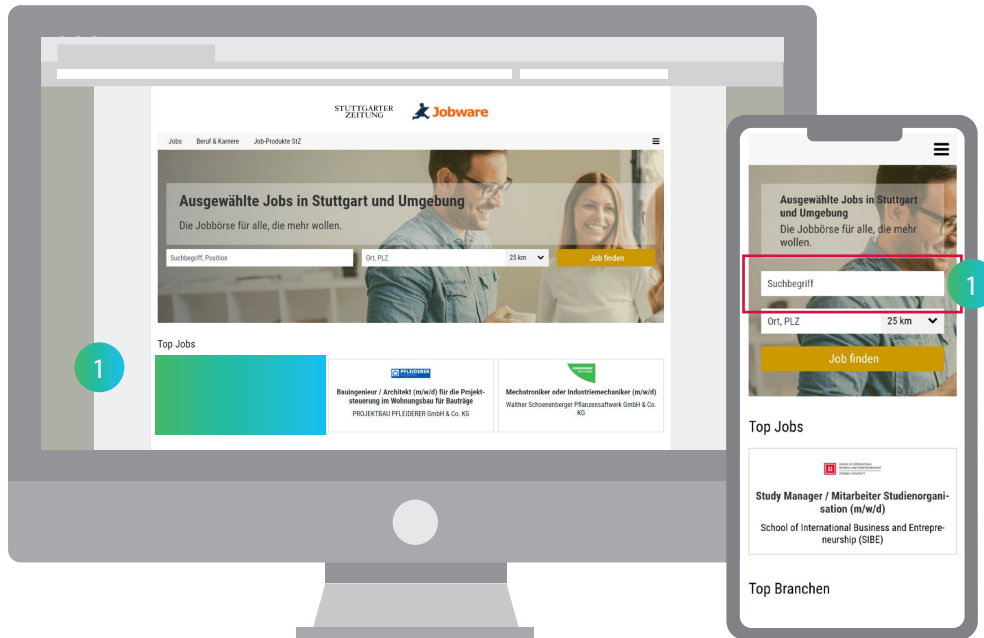 STUTTGARTER
ZEITUNG
Jobware
Jobs Beruf & Karriere Job-Produkte StZ
Ausgewählte Jobs in Stuttgart und Umgebung
Die Jobbörse für alle, die mehr wollen.
Suchbegriff, Position Ort, PLZ 25 km Job finden
Top Jobs
1
PFLEIDERER
Bauingenieur / Architekt (m/w/d) für die Projekt-
steuerung im Wohnungsbau für Bauträge
PROJEKTBAU PFLEIDERER GmbH & Co. KG
Mechatroniker oder Industriemechaniker (m/w/d)
Walther Schoenenberger Pflanzensaftwerk GmbH & Co.
KG
Ausgewählte Jobs in Stuttgart
und Umgebung
Die Jobbörse für alle, die mehr
wollen.
Suchbegriff
1
Ort, PLZ 25 km
Job finden
Top Jobs
Study Manager / Mitarbeiter Studienorgani-
sation (m/w/d)
School of International Business and Entrepre-
neurship (SIBE)
Top Branchen